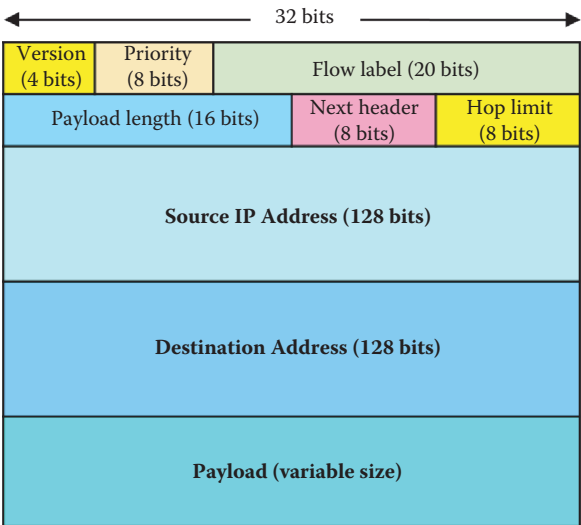 32 bits
Version
(4 bits)
Priority
(8 bits)
Flow label (20 bits)
Payload length (16 bits)
Next header
(8 bits)
Hop limit
(8 bits)
Source IP Address (128 bits)
Destination Address (128 bits)
Payload (variable size)